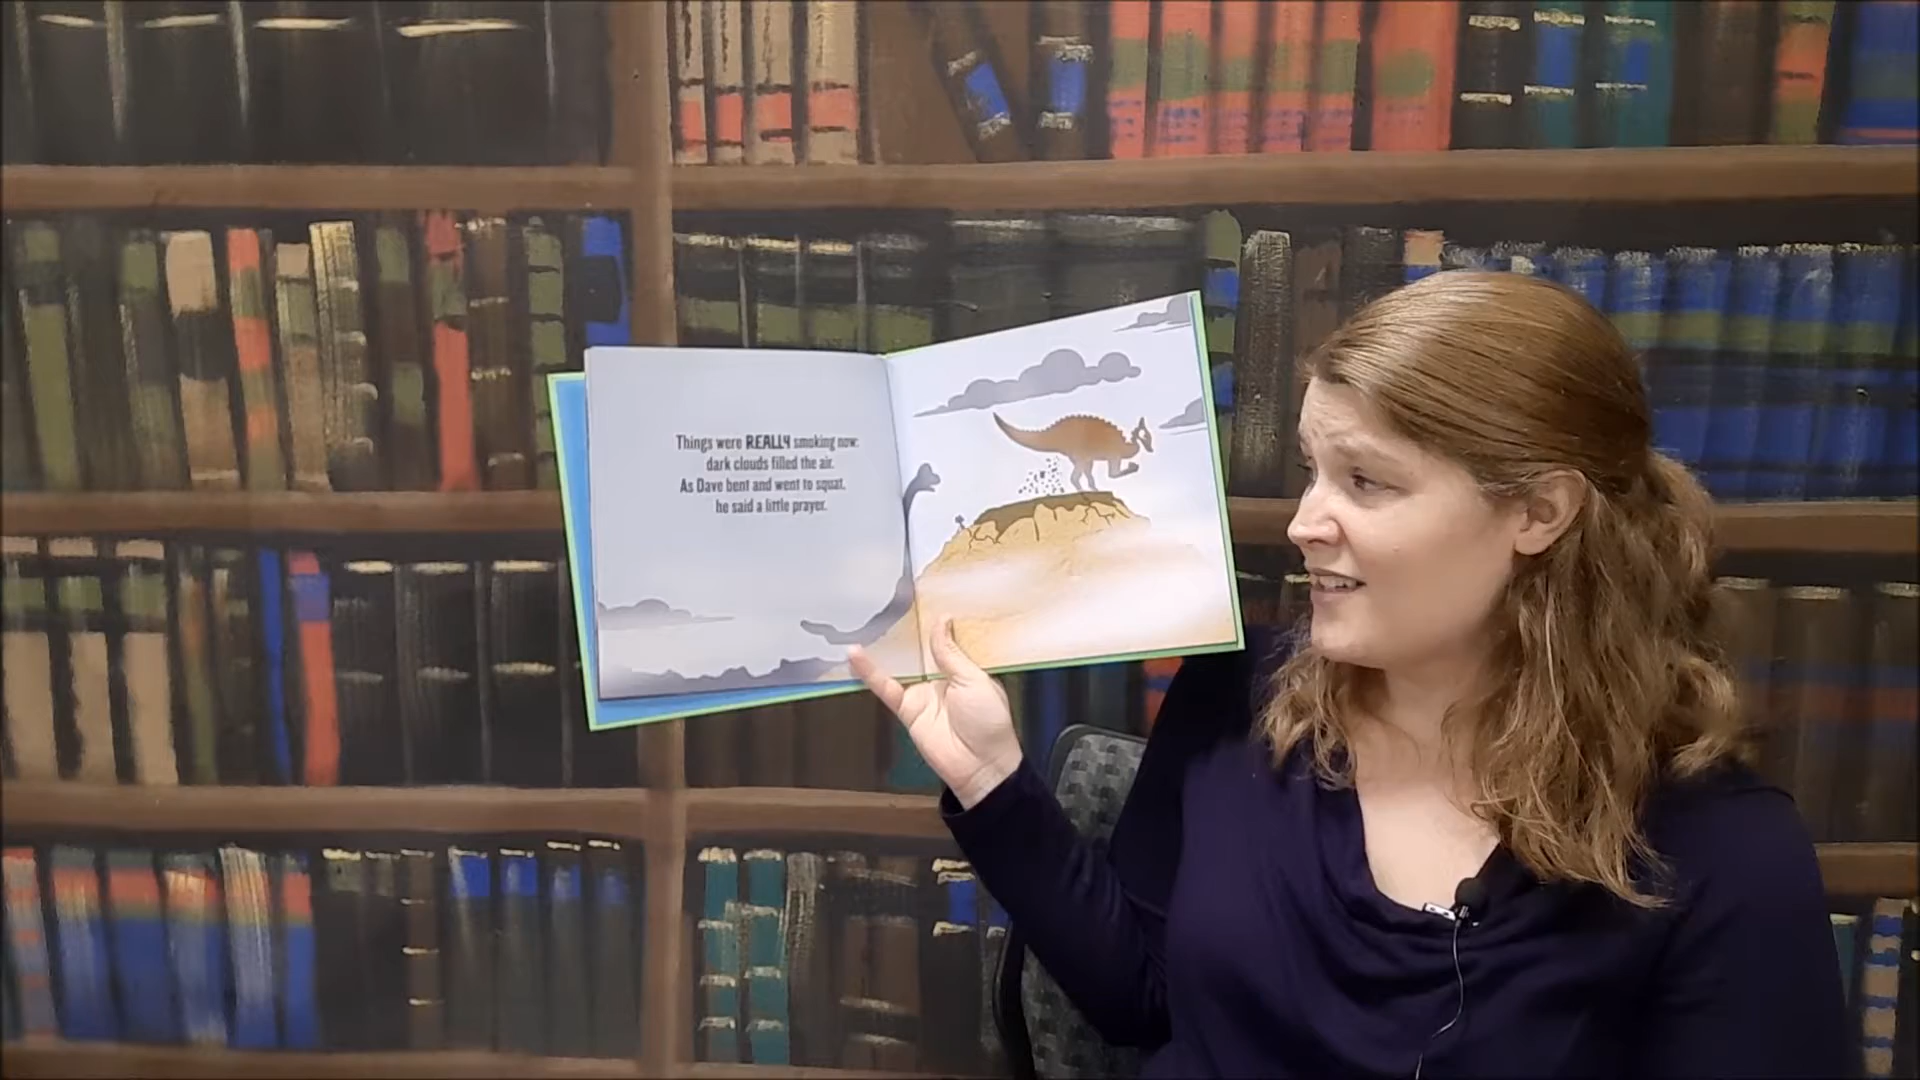 Things were REALLY smoking now:
dark clouds filled the air.
As Dave bent and went to squat,
he said a little prayer.